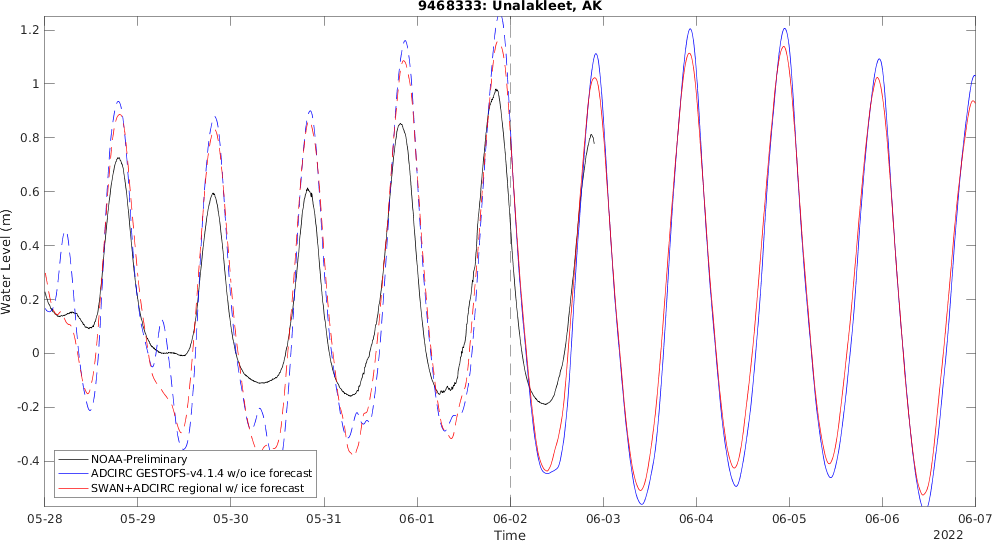 9468333: Unalakleet, AK
1.2
1
0.8
0.6
0.4
0.2
0
-0.2
-0.4
Water Level (m)
NOAA-Preliminary
ADCIRC GESTOFS-v4.1.4 w/o ice forecast
SWAN+ADCIRC regional w/ ice forecast
05-28 05-29 05-30 05-31 06-01 06-02 06-03 06-04 06-05 06-06 06-07
Time
2022